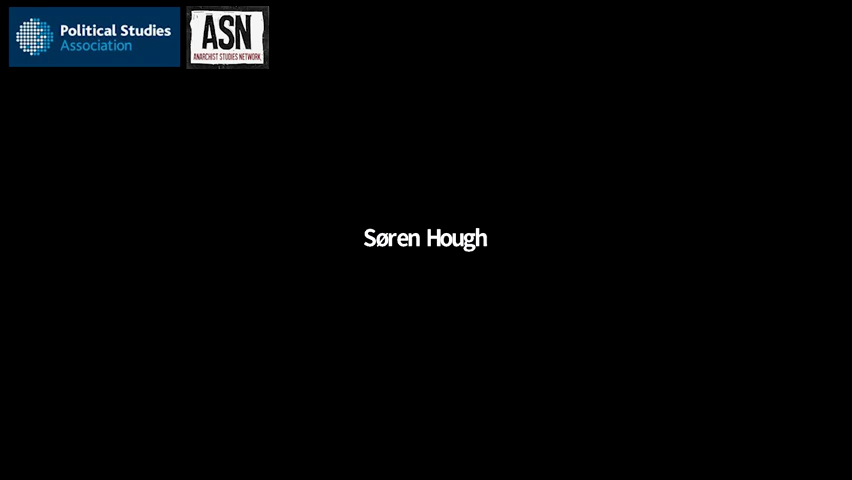 Political Studies
Association
ASN
ANARCHIST STUDIES NETWORK
Søren Hough